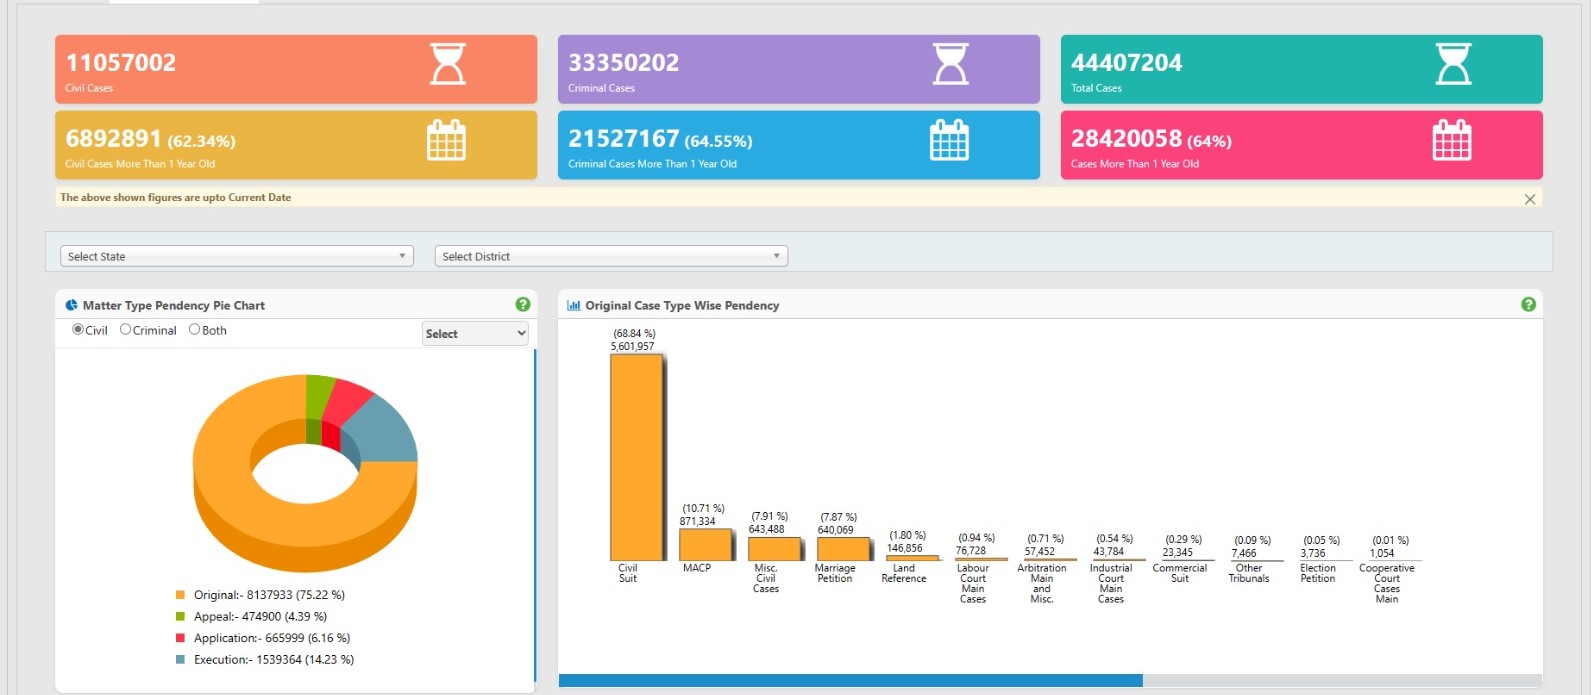 11057002
Civil Cases
33350202
Criminal Cases
44407204
Total Cases
6892891 (62.34%)
Civil Cases More Than 1 Year Old
21527167 (64.55%)
Criminal Cases More Than 1 Year Old
28420058 (64%)
Cases More Than 1 Year Old
The above shown figures are upto Current Date
Select State
Select District
Matter Type Pendency Pie Chart
Civil Criminal Both
Select
Original:- 8137933 (75.22 %)
Appeal:- 474900 (4.39 %)
Application:- 665999 (6.16 %)
Execution:- 1539364 (14.23 %)
Original Case Type Wise Pendency
(68.84 %)
5,601,957
Civil
Suit
(10.71 %)
871,334
MACP
(7.91 %)
643,488
Misc.
Civil
Cases
(7.87 %)
640,069
Marriage
Petition
(1.80 %)
146,856
Land
Reference
(0.94 %)
76,728
Labour
Court
Main
Cases
(0.71 %)
57,452
Arbitration
Main
and
Misc.
(0.54 %)
43,784
Industrial
Court
Main
Cases
(0.29 %)
23,345
Commercial
Suit
(0.09 %)
7,466
Other
Tribunals
(0.05 %)
3,736
Election
Petition
(0.01 %)
1,054
Cooperative
Court
Cases
Main